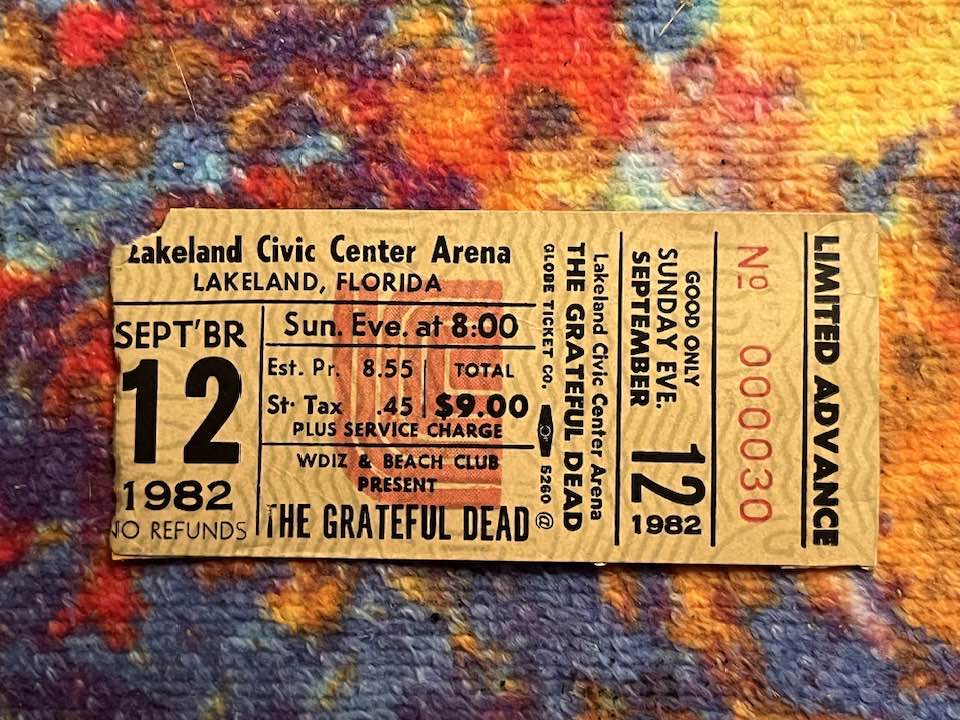 Lakeland Civic Center Arena
LAKELAND, FLORIDA
SEPT'BR
12
1982
NO REFUNDS
Sun. Eve. at 8:00
Est. Pr. 8.55 TOTAL
St. Tax .45 $9.00
PLUS SERVICE CHARGE
WDIZ & BEACH CLUB
PRESENT
THE GRATEFUL DEAD
Lakeland Civic Center Arena
THE GRATEFUL DEAD
GLOBE TICKET CO. 5260 @
GOOD ONLY
SUNDAY EVE.
SEPTEMBER
12
1982
No 000030
LIMITED ADVANCE